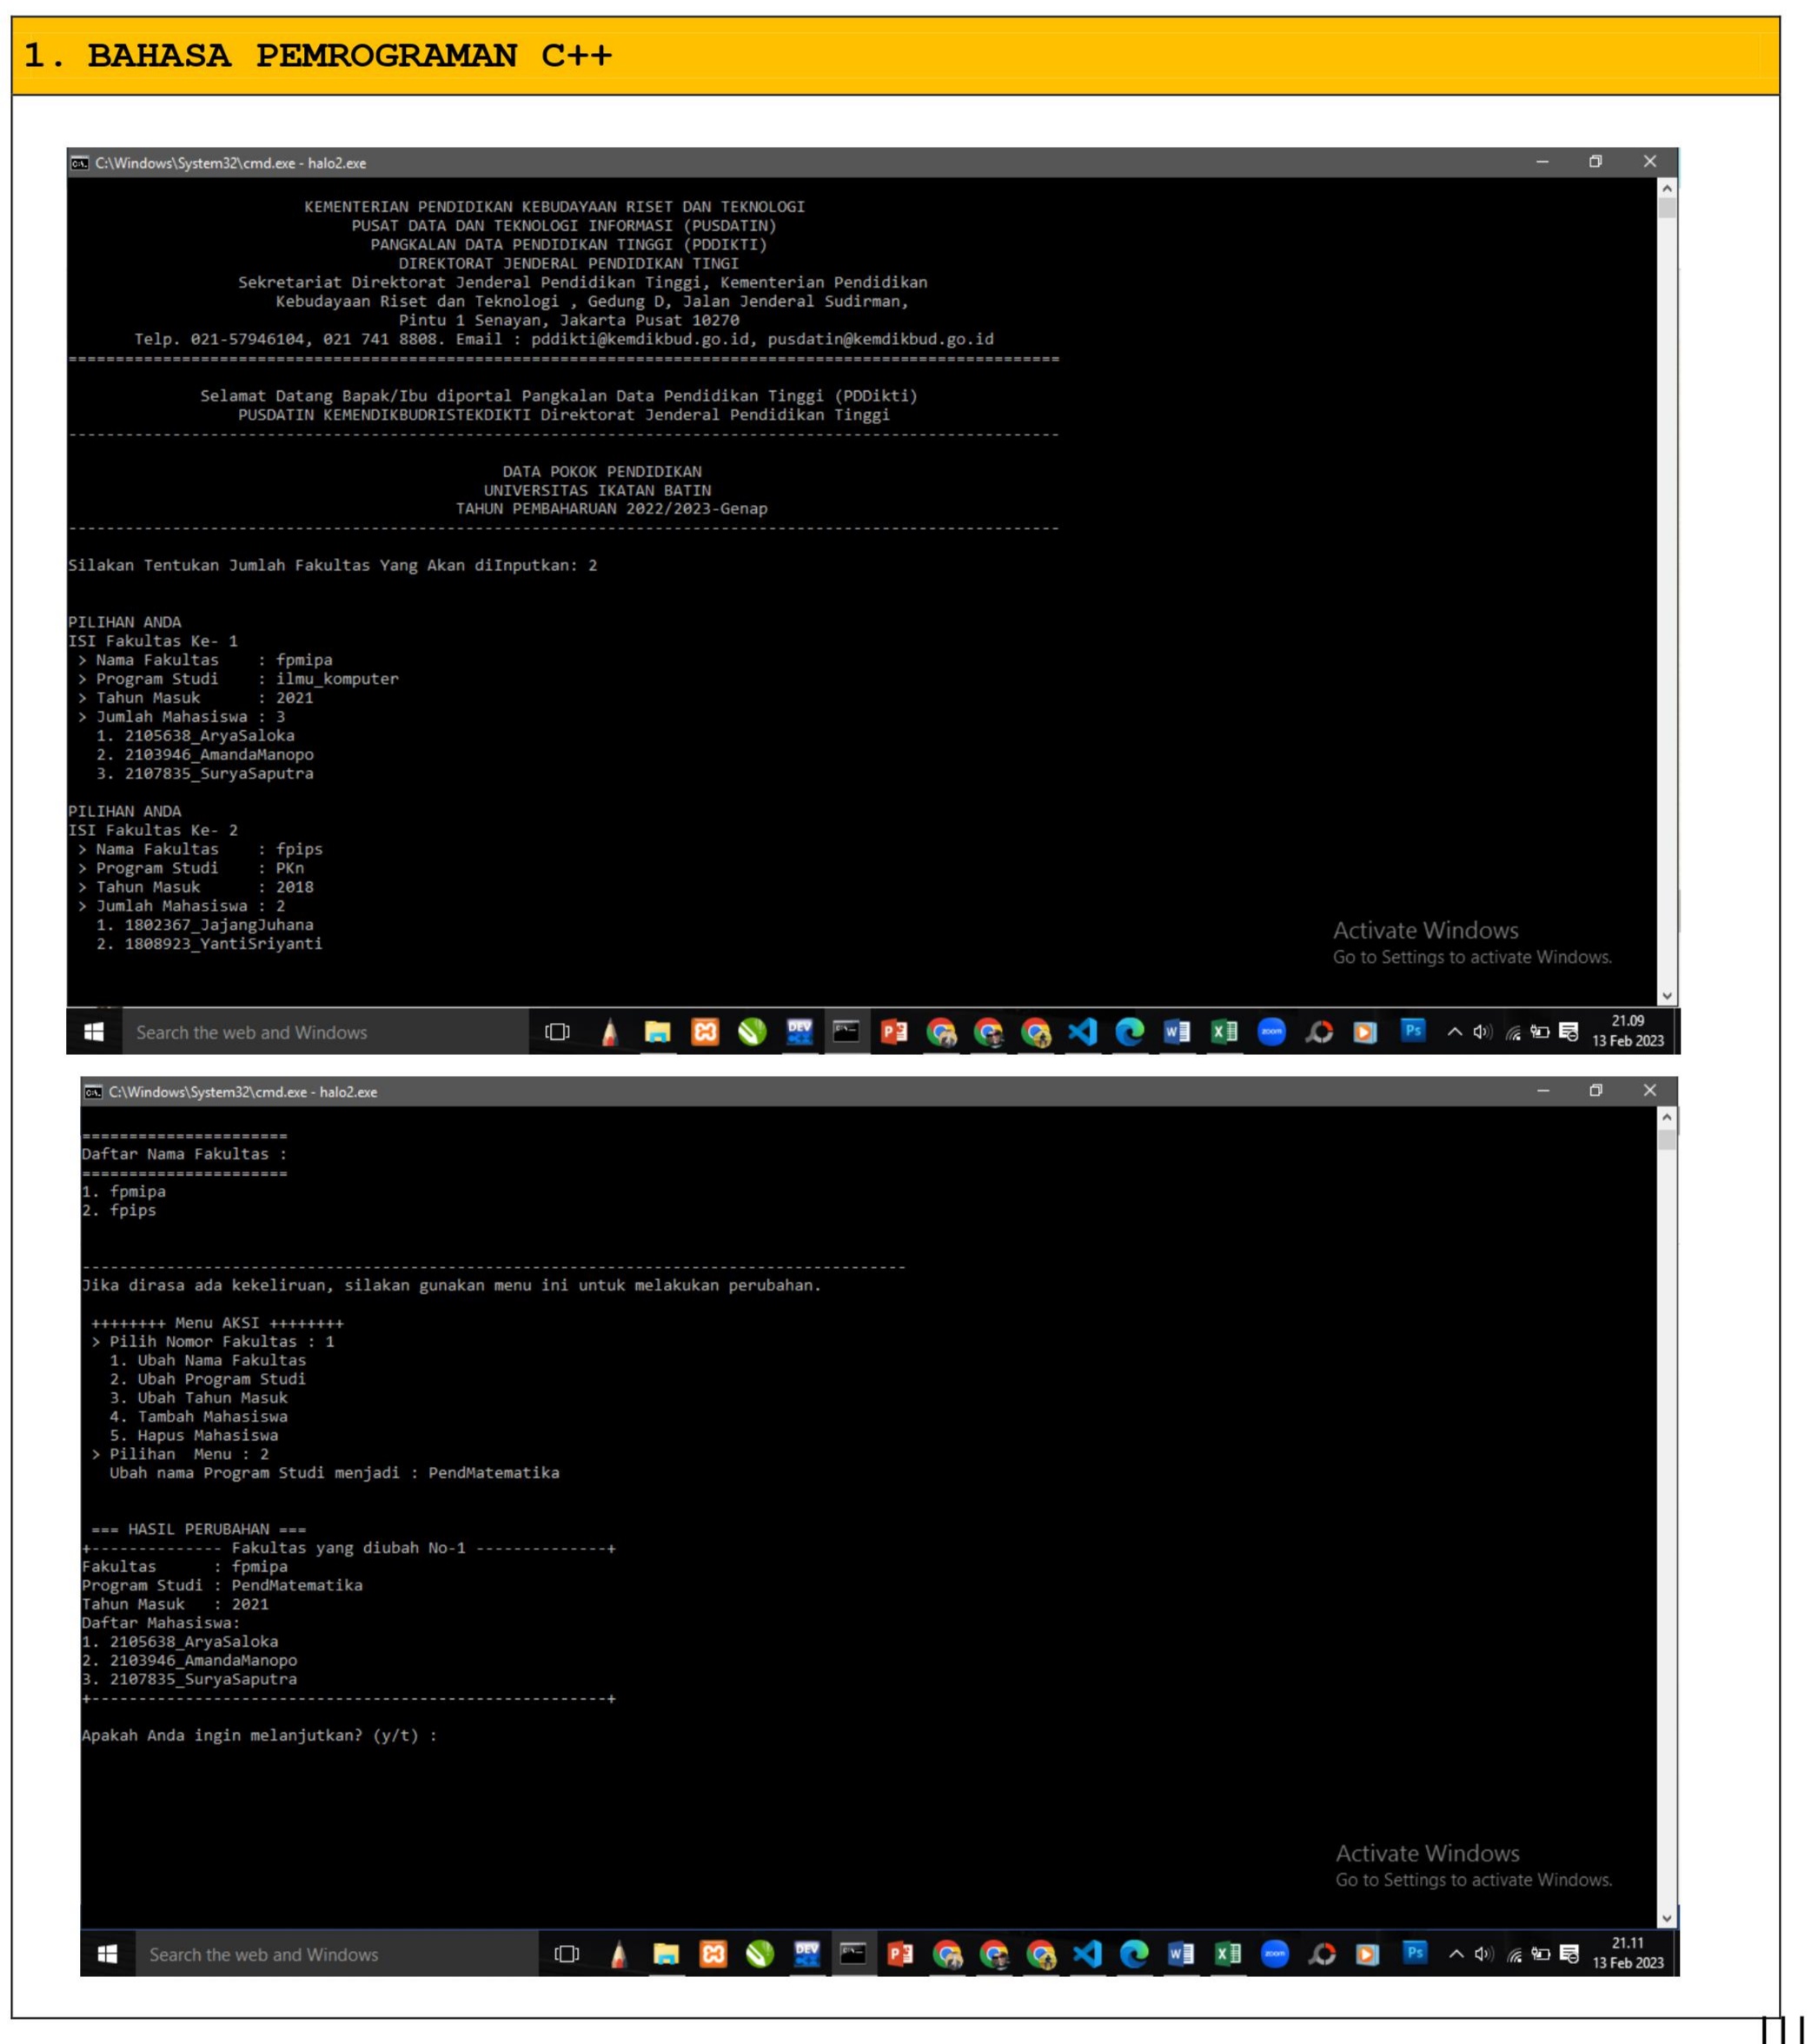 1. BAHASA PEMROGRAMAN C++
C:\Windows\System32\cmd.exe - halo2.exe
KEMENTERIAN PENDIDIKAN KEBUDAYAAN RISET DAN TEKNOLOGI
PUSAT DATA DAN TEKNOLOGI INFORMASI (PUSDATIN)
PANGKALAN DATA PENDIDIKAN TINGGI (PDDIKTI)
DIREKTORAT JENDERAL PENDIDIKAN TINGI
Sekretariat Direktorat Jenderal Pendidikan Tinggi, Kementerian Pendidikan
Kebudayaan Riset dan Teknologi , Gedung D, Jalan Jenderal Sudirman,
Pintu 1 Senayan, Jakarta Pusat 10270
Telp. 021-57946104, 021 741 8808. Email : pddikti@kemdikbud.go.id, pusdatin@kemdikbud.go.id
=========================================================================================================
Selamat Datang Bapak/Ibu diportal Pangkalan Data Pendidikan Tinggi (PDDikti)
PUSDATIN KEMENDIKBUDRISTEKDIKTI Direktorat Jenderal Pendidikan Tinggi
---------------------------------------------------------------------------------------------------------
DATA POKOK PENDIDIKAN
UNIVERSITAS IKATAN BATIN
TAHUN PEMBAHARUAN 2022/2023-Genap
---------------------------------------------------------------------------------------------------------
Silakan Tentukan Jumlah Fakultas Yang Akan diInputkan: 2
PILIHAN ANDA
ISI Fakultas Ke- 1
> Nama Fakultas : fpmipa
> Program Studi : ilmu_komputer
> Tahun Masuk : 2021
> Jumlah Mahasiswa : 3
1. 2105638_AryaSaloka
2. 2103946_AmandaManopo
3. 2107835_SuryaSaputra
PILIHAN ANDA
ISI Fakultas Ke- 2
> Nama Fakultas : fpips
> Program Studi : PKn
> Tahun Masuk : 2018
> Jumlah Mahasiswa : 2
1. 1802367_JajangJuhana
2. 1808923_YantiSriyanti
Activate Windows
Go to Settings to activate Windows.
Search the web and Windows
21.09
13 Feb 2023
C:\Windows\System32\cmd.exe - halo2.exe
======================
Daftar Nama Fakultas :
======================
1. fpmipa
2. fpips
----------------------------------------------------------------------------------------
Jika dirasa ada kekeliruan, silakan gunakan menu ini untuk melakukan perubahan.
++++++++ Menu AKSI ++++++++
> Pilih Nomor Fakultas : 1
1. Ubah Nama Fakultas
2. Ubah Program Studi
3. Ubah Tahun Masuk
4. Tambah Mahasiswa
5. Hapus Mahasiswa
> Pilihan  Menu : 2
Ubah nama Program Studi menjadi : PendMatematika
=== HASIL PERUBAHAN ===
+-------------- Fakultas yang diubah No-1 --------------+
Fakultas : fpmipa
Program Studi : PendMatematika
Tahun Masuk : 2021
Daftar Mahasiswa:
1. 2105638_AryaSaloka
2. 2103946_AmandaManopo
3. 2107835_SuryaSaputra
+-------------------------------------------------------+
Apakah Anda ingin melanjutkan? (y/t) :
Activate Windows
Go to Settings to activate Windows.
Search the web and Windows
21.11
13 Feb 2023